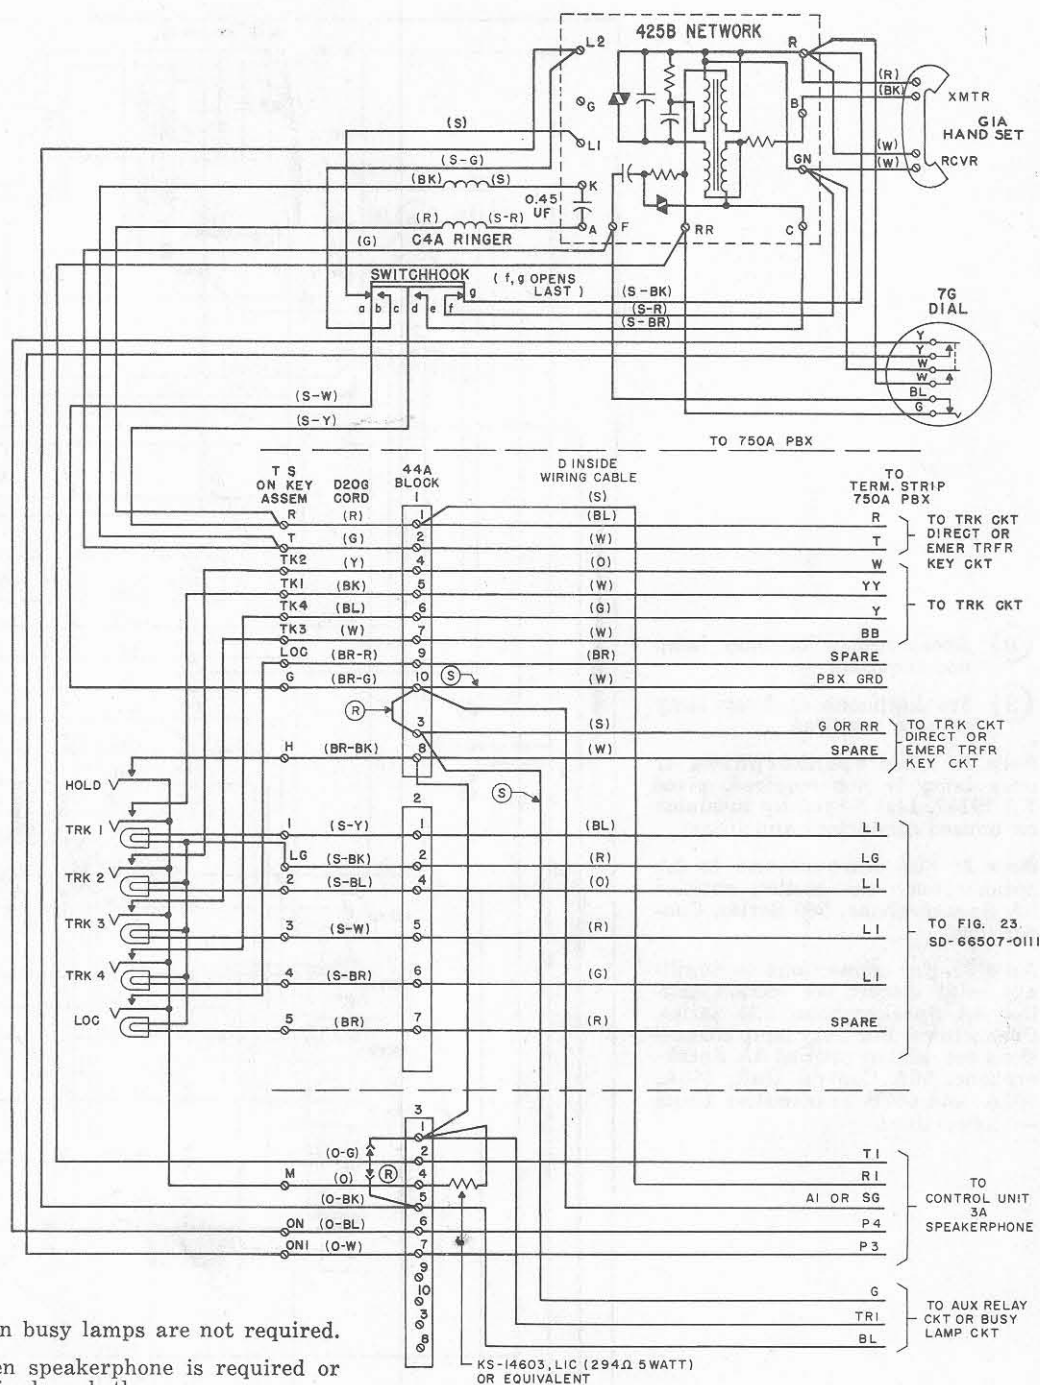 425B NETWORK
L2
R
(R)
(BK)
XMTR
G
B
G1A
HAND SET
(S)
L1
(W)
RCVR
(W)
(S-G)
GN
(BK)
(S)
K
0.45
UF
(R)
(S-R)
A
F
RR
C
(G)
C4A RINGER
SWITCHHOOK
(f,g OPENS
LAST)
a b c d e f g
(S-BK)
(S-R)
(S-BR)
7G
DIAL
Y
Y
W
W
BL
G
(S-W)
(S-Y)
TO 750A PBX
T S
ON KEY
ASSEM
D20G
CORD
44A
BLOCK
D INSIDE
WIRING CABLE
TO
TERM. STRIP
750A PBX
1
(S)
R (R) 1 (BL) R
T (G) 2 (W) T
TO TRK CKT
DIRECT OR
EMER TRFR
KEY CKT
TK2 (Y) 4 (O) W
TK1 (BK) 5 (W) YY
TK4 (BL) 6 (G) Y
TK3 (W) 7 (W) BB
TO TRK CKT
LOC (BR-R) 9 (BR) SPARE
G (BR-G) 10 (S) (W) PBX GRD
(R)
3 (S) G OR RR
H (BR-BK) 8 (W) SPARE
TO TRK CKT
DIRECT OR
EMER TRFR
KEY CKT
HOLD
(S)
2
TRK 1 1 (S-Y) 1 (BL) L1
LG (S-BK) 2 (R) LG
TRK 2 2 (S-BL) 4 (O) L1
TRK 3 3 (S-W) 5 (R) L1
TRK 4 4 (S-BR) 6 (G) L1
LOC 5 (BR) 7 (R) SPARE
TO FIG. 23
SD-66507-0111
3
1
(O-G) 2 T1
M (O) (R) 4 R1
(O-BK) 5 A1 OR SG
ON (O-BL) 6 P4
ON1 (O-W) 7 P3
TO
CONTROL UNIT
3A
SPEAKERPHONE
9
10
3
8
G
TR1
BL
TO AUX RELAY
CKT OR BUSY
LAMP CKT
KS-14603, L1C (294Ω 5WATT)
OR EQUIVALENT
n busy lamps are not required.
en speakerphone is required or